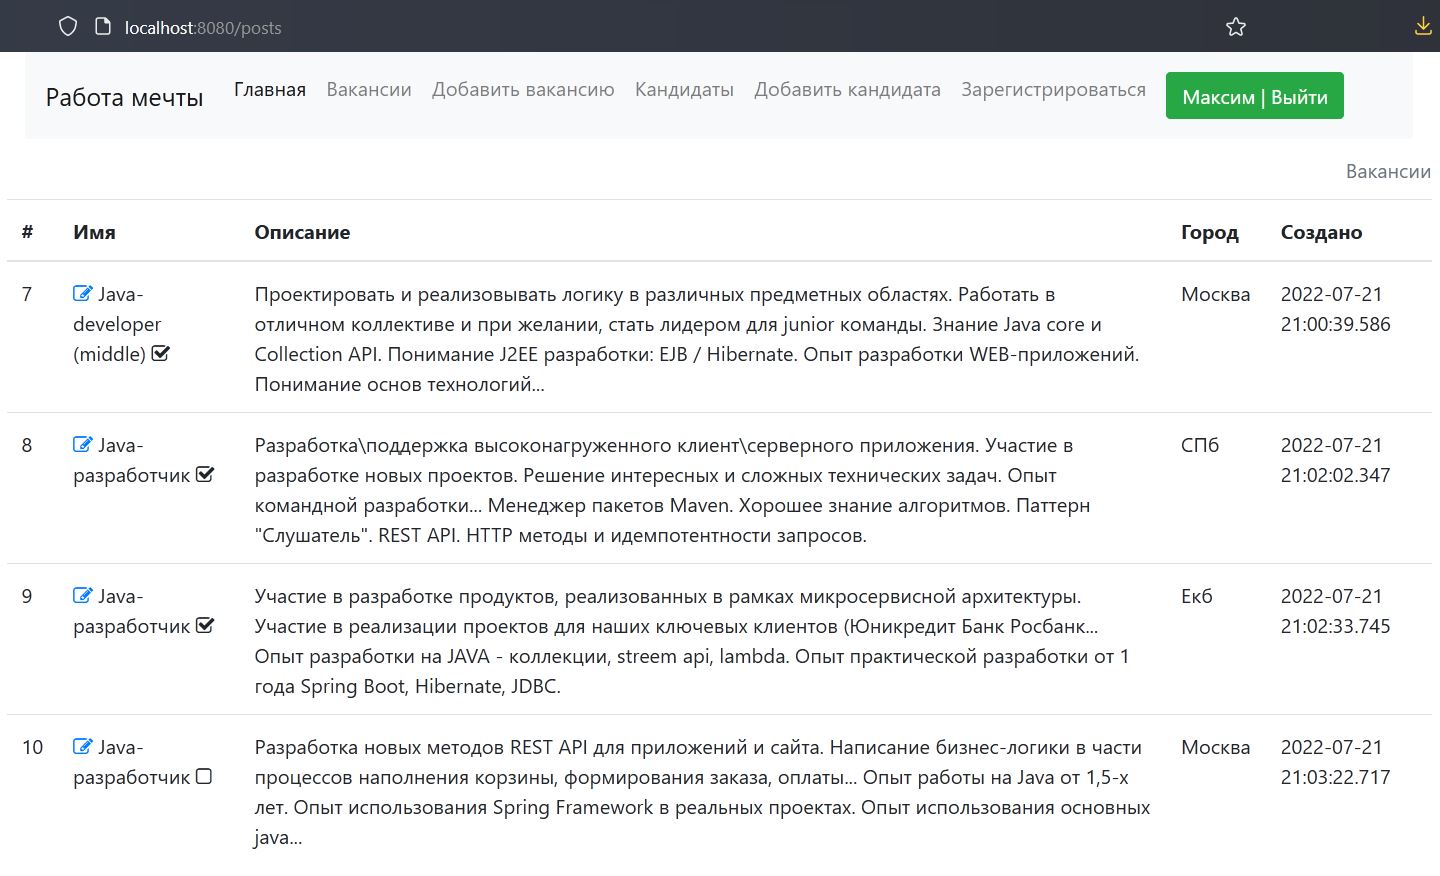 localhost:8080/posts
Работа мечты Главная Вакансии Добавить вакансию Кандидаты Добавить кандидата Зарегистрироваться Максим | Выйти
Вакансии
# Имя Описание Город Создано
7 Java- Проектировать и реализовывать логику в различных предметных областях. Работать в Москва 2022-07-21
developer отличном коллективе и при желании, стать лидером для junior команды. Знание Java core и 21:00:39.586
(middle) Collection API. Понимание J2EE разработки: EJB / Hibernate. Опыт разработки WEB-приложений.
Понимание основ технологий...
8 Java- Разработка\поддержка высоконагруженного клиент\серверного приложения. Участие в СПб 2022-07-21
разработчик разработке новых проектов. Решение интересных и сложных технических задач. Опыт 21:02:02.347
командной разработки... Менеджер пакетов Maven. Хорошее знание алгоритмов. Паттерн
"Слушатель". REST API. HTTP методы и идемпотентности запросов.
9 Java- Участие в разработке продуктов, реализованных в рамках микросервисной архитектуры. Екб 2022-07-21
разработчик Участие в реализации проектов для наших ключевых клиентов (Юникредит Банк Росбанк... 21:02:33.745
Опыт разработки на JAVA - коллекции, streem api, lambda. Опыт практической разработки от 1
года Spring Boot, Hibernate, JDBC.
10 Java- Разработка новых методов REST API для приложений и сайта. Написание бизнес-логики в части Москва 2022-07-21
разработчик процессов наполнения корзины, формирования заказа, оплаты... Опыт работы на Java от 1,5-х 21:03:22.717
лет. Опыт использования Spring Framework в реальных проектах. Опыт использования основных
java...